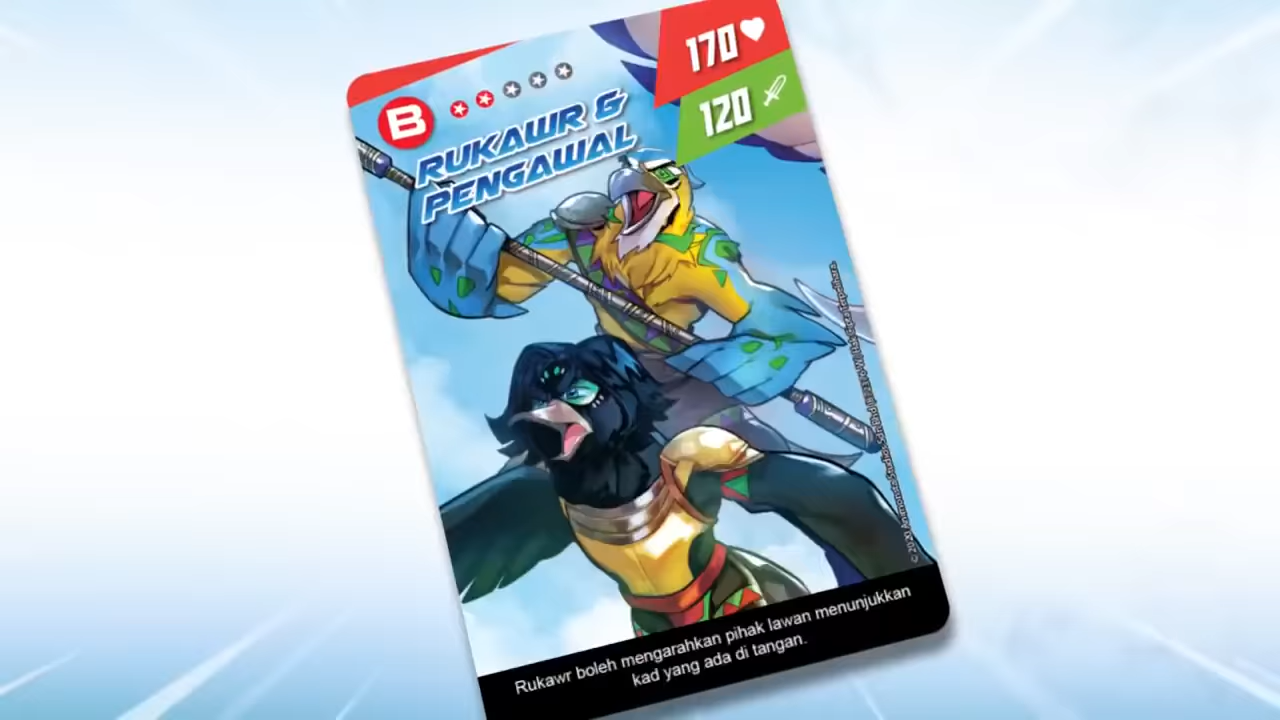 170
120
B
RUKAWR &
PENGAWAL
Rukawr boleh mengarahkan pihak lawan menunjukkan
kad yang ada di tangan.